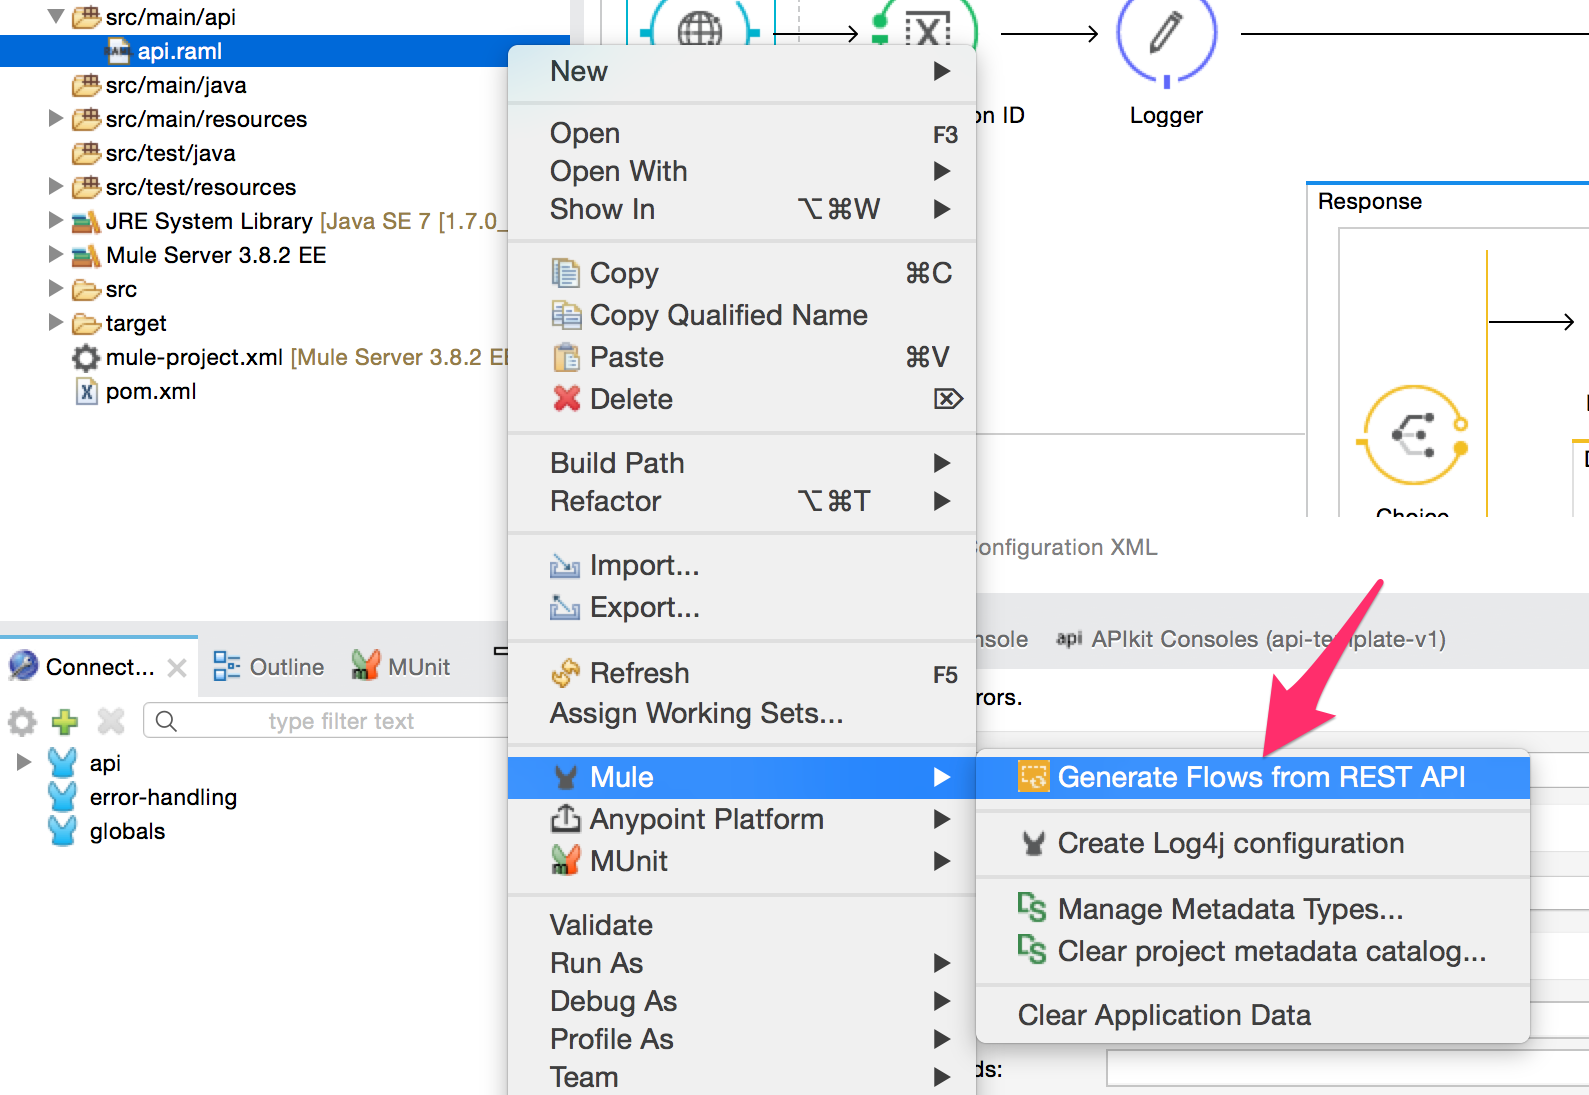 src/main/api
api.raml
src/main/java
src/main/resources
src/test/java
src/test/resources
JRE System Library [Java SE 7 [1.7.0_
Mule Server 3.8.2 EE
src
target
mule-project.xml [Mule Server 3.8.2 EE
pom.xml
Connect...
Outline
MUnit
type filter text
api
error-handling
globals
New
Open F3
Open With
Show In ⌥⌘W
Copy ⌘C
Copy Qualified Name
Paste ⌘V
Delete ⌦
Build Path
Refactor ⌥⌘T
Import...
Export...
Refresh F5
Assign Working Sets...
Mule
Anypoint Platform
MUnit
Validate
Run As
Debug As
Profile As
Team
Generate Flows from REST API
Create Log4j configuration
Manage Metadata Types...
Clear project metadata catalog...
Clear Application Data
on ID
Logger
Response
Choice
onfiguration XML
nsole
api APIkit Consoles (api-template-v1)
rors.
ds: